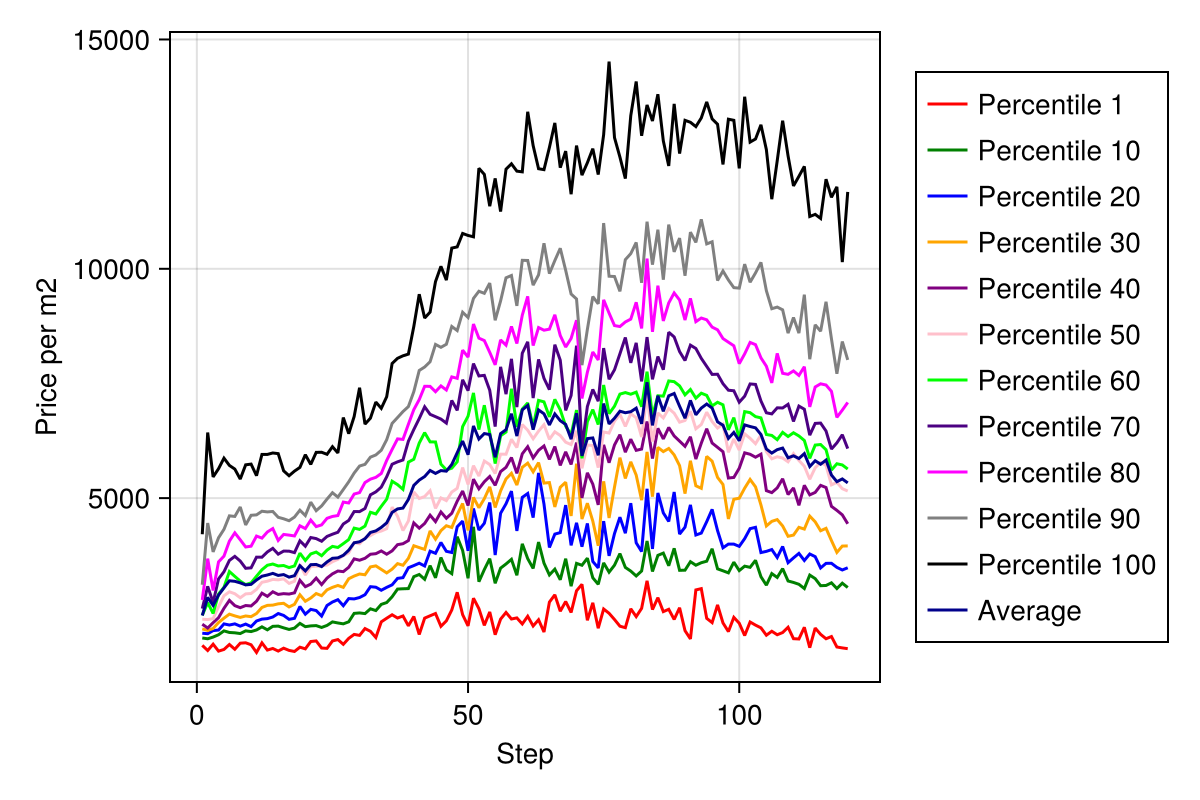 15000
10000
5000
Price per m2
0
50
100
Step
Percentile 1
Percentile 10
Percentile 20
Percentile 30
Percentile 40
Percentile 50
Percentile 60
Percentile 70
Percentile 80
Percentile 90
Percentile 100
Average